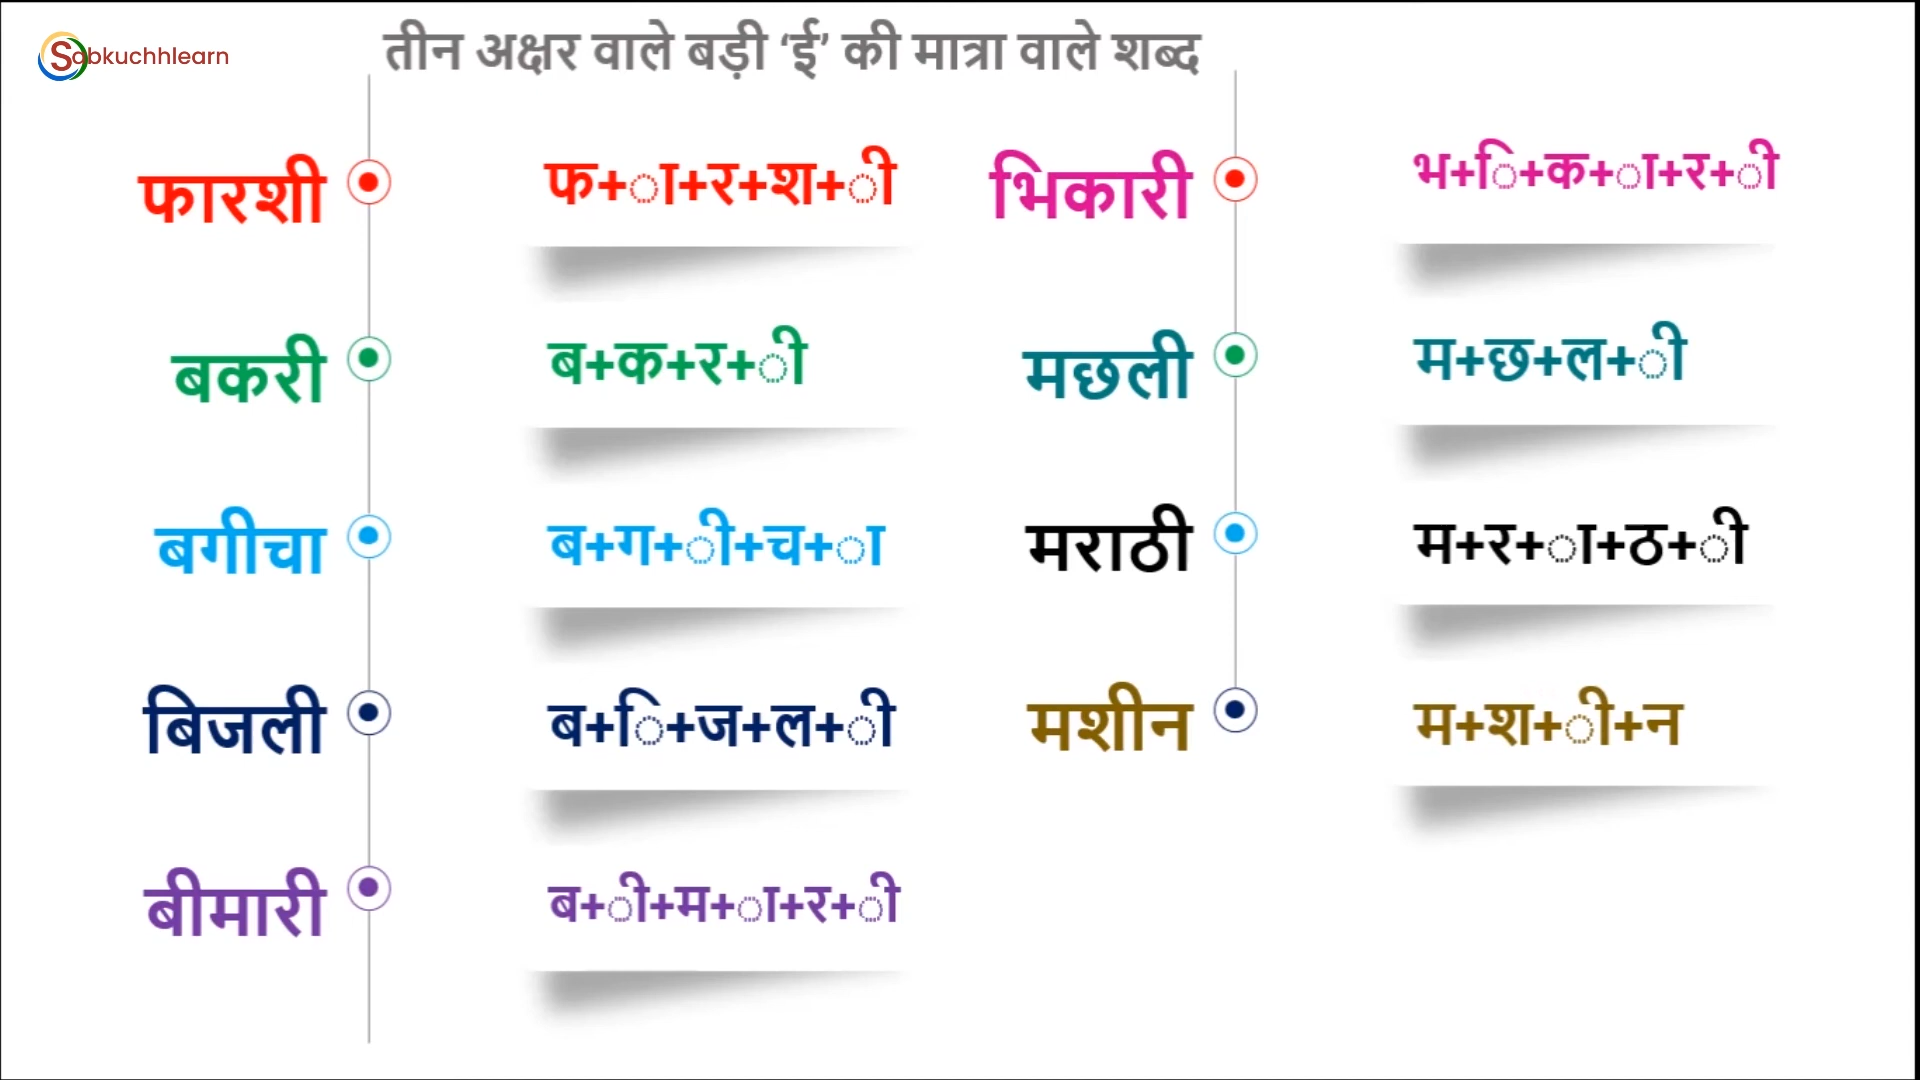 Sabkuchhlearn
तीन अक्षर वाले बड़ी ‘ई’ की मात्रा वाले शब्द
फारशी फ+ा+र+श+ी
बकरी ब+क+र+ी
बगीचा ब+ग+ी+च+ा
बिजली ब+ि+ज+ल+ी
बीमारी ब+ी+म+ा+र+ी
भिकारी भ+ि+क+ा+र+ी
मछली म+छ+ल+ी
मराठी म+र+ा+ठ+ी
मशीन म+श+ी+न